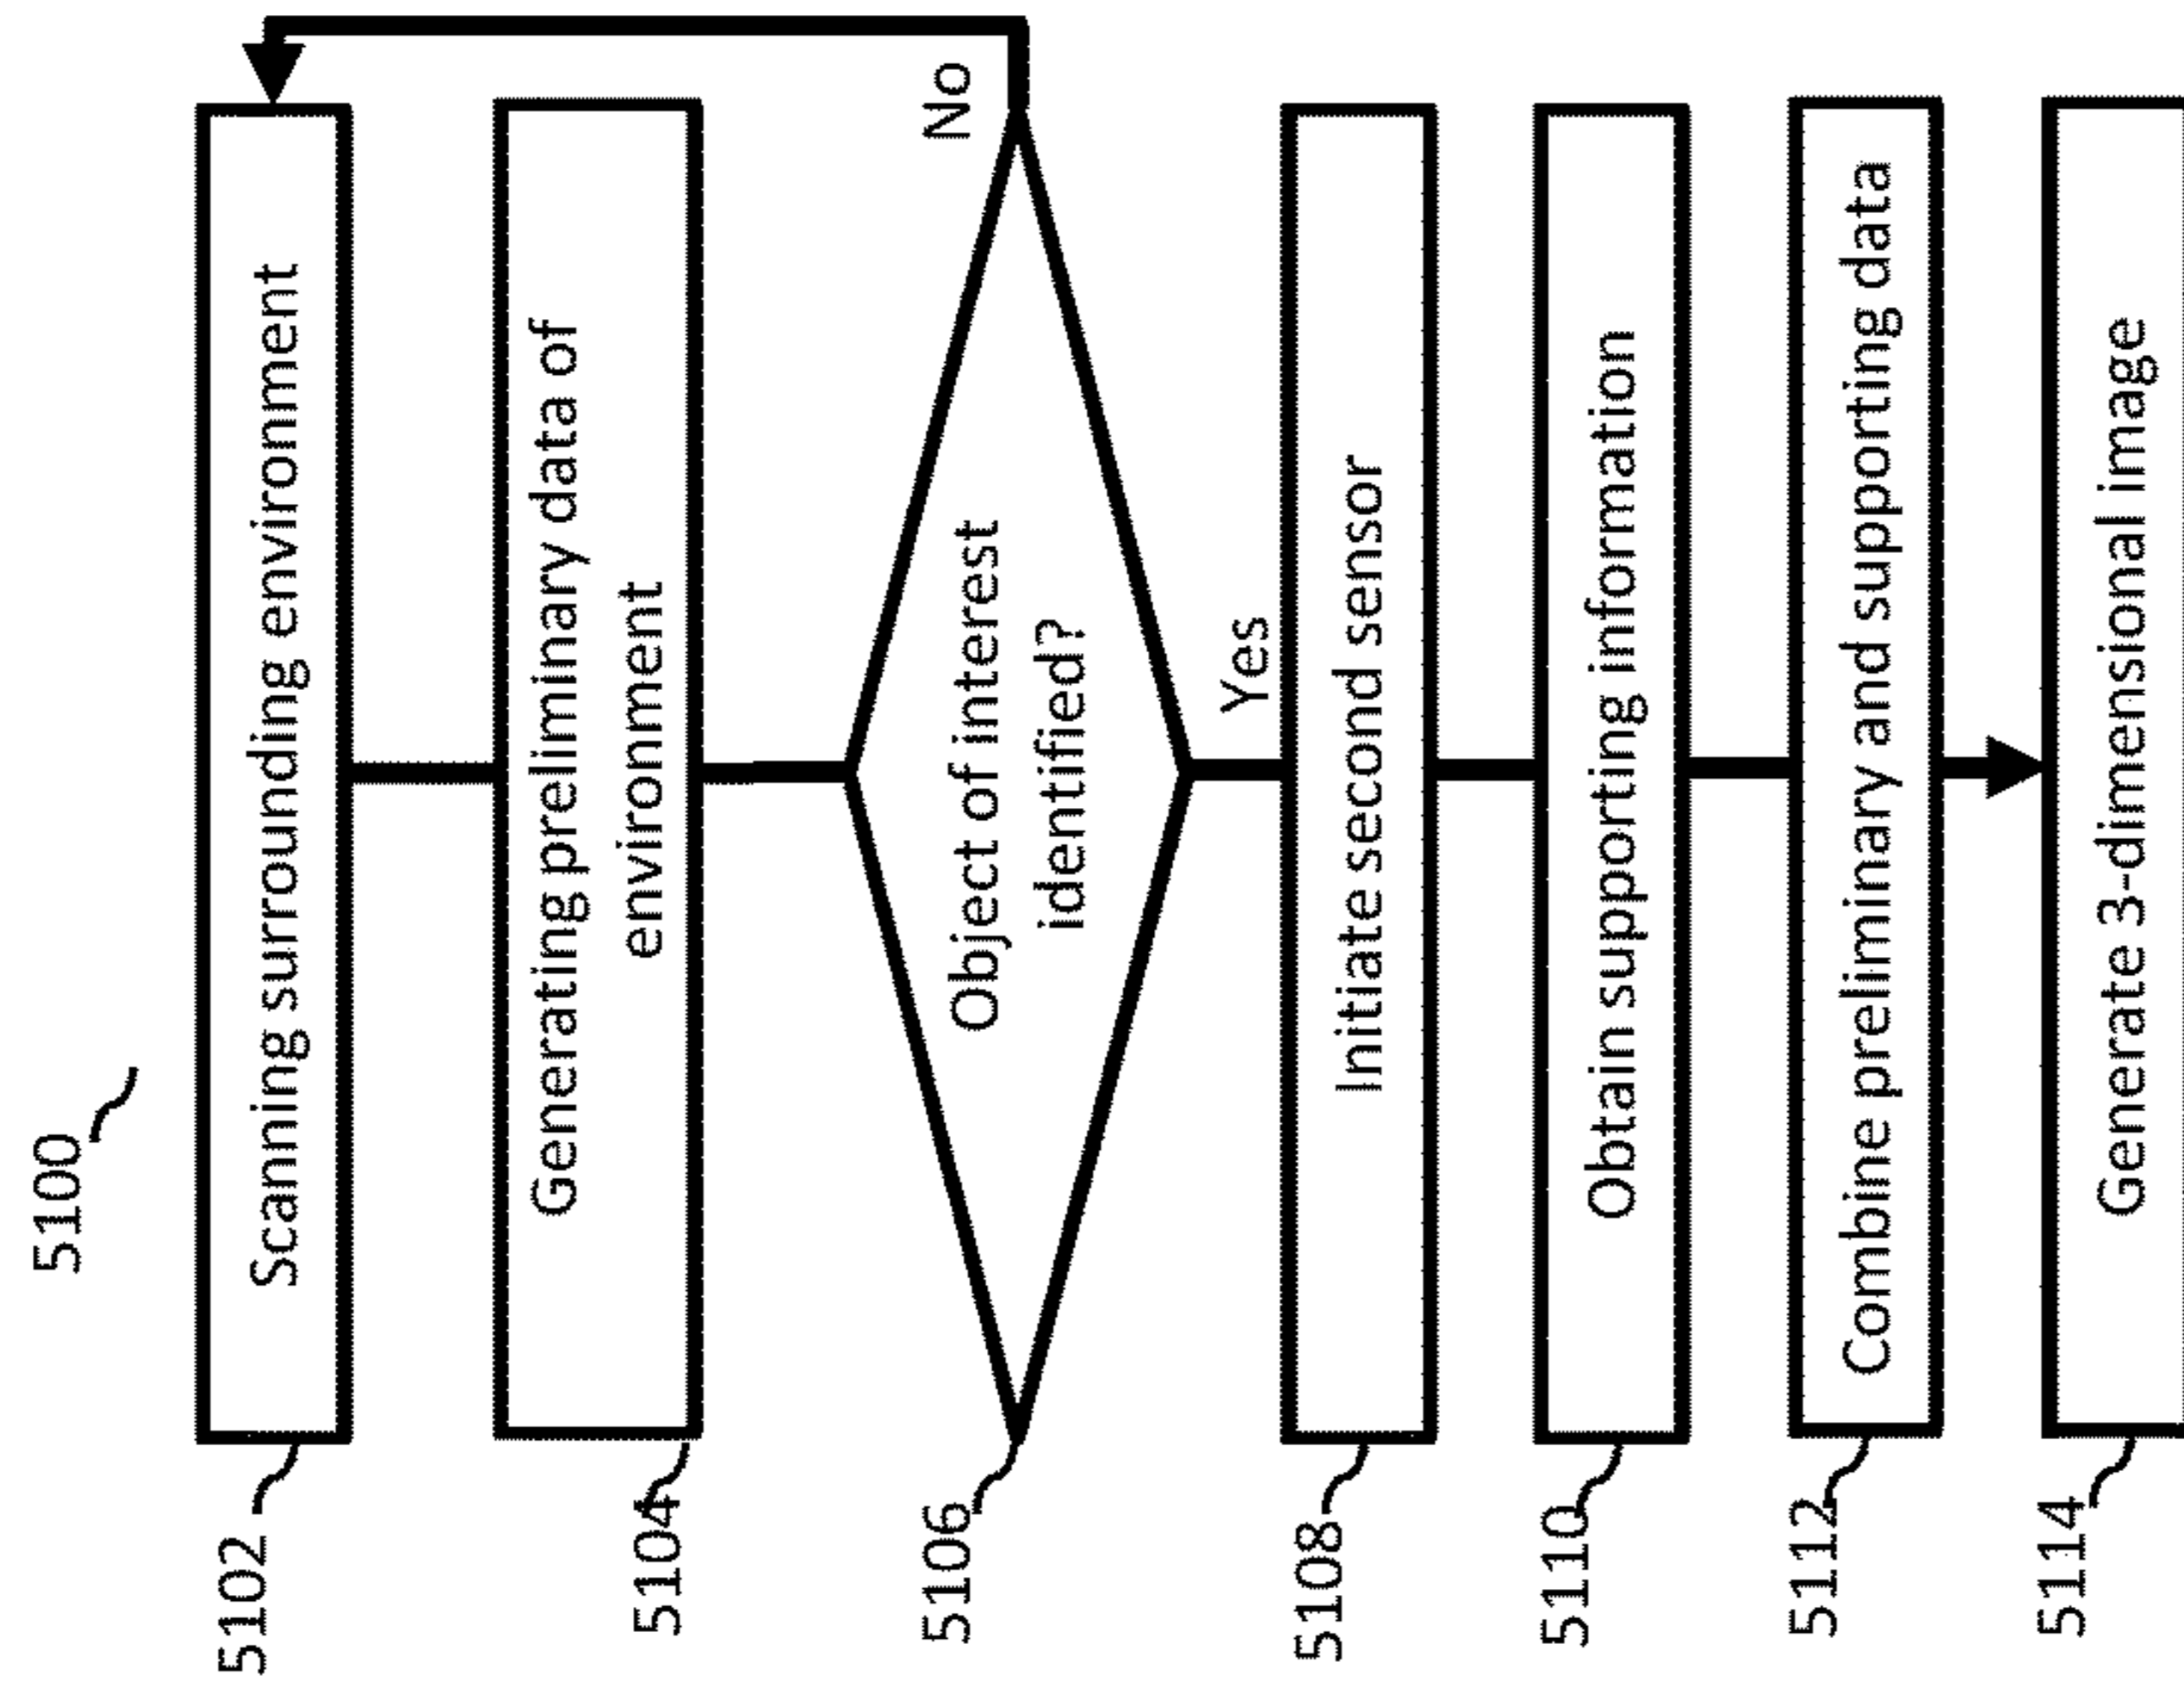 5100
5102
Scanning surrounding environment
5104
Generating preliminary data of
environment
5106
Object of interest
identified?
No
Yes
5108
Initiate second sensor
5110
Obtain supporting information
5112
Combine preliminary and supporting data
5114
Generate 3-dimensional image